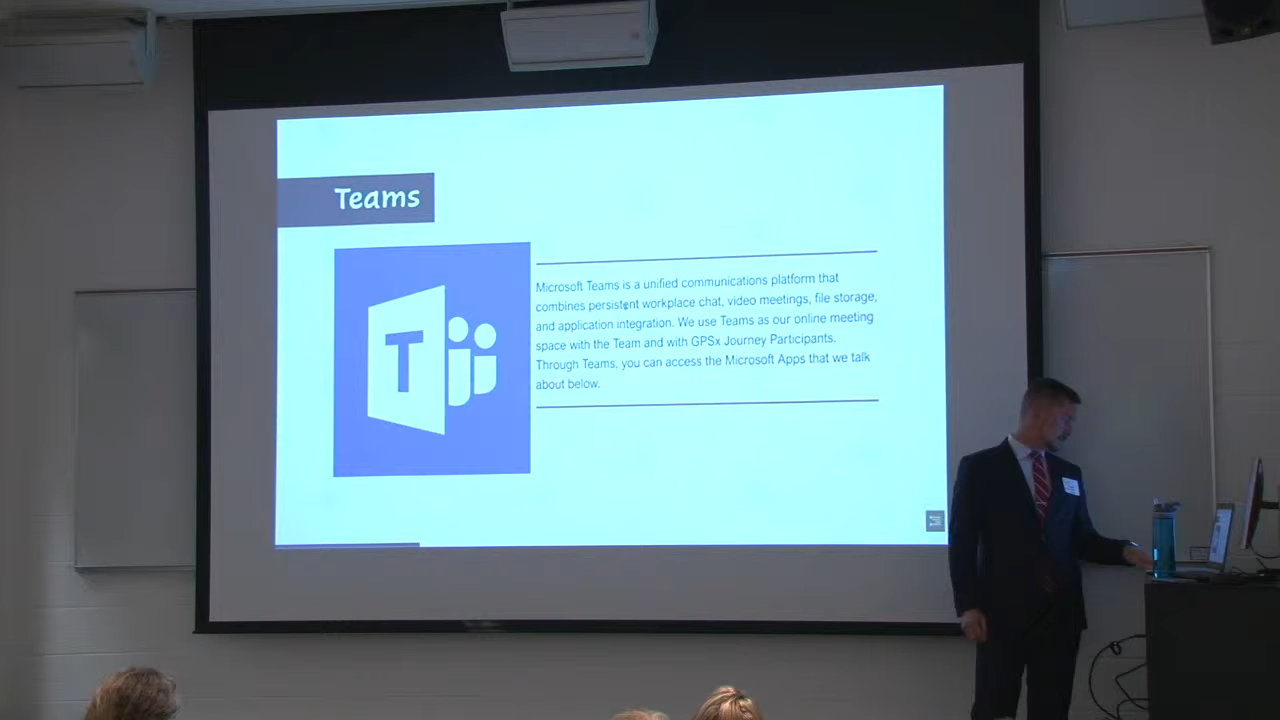 Teams
T
Microsoft Teams is a unified communications platform that
combines persistent workplace chat, video meetings, file storage,
and application integration. We use Teams as our online meeting
space with the Team and with GPSx Journey Participants.
Through Teams, you can access the Microsoft Apps that we talk
about below.